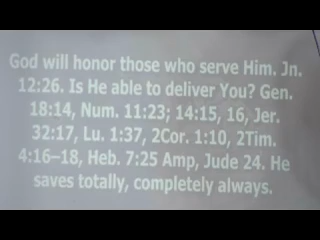 God will honor those who serve Him. Jn.
12:26. Is He able to deliver You? Gen.
18:14, Num. 11:23; 14:15, 16, Jer.
32:17, Lu. 1:37, 2Cor. 1:10, 2Tim.
4:16–18, Heb. 7:25 Amp, Jude 24. He
saves totally, completely always.